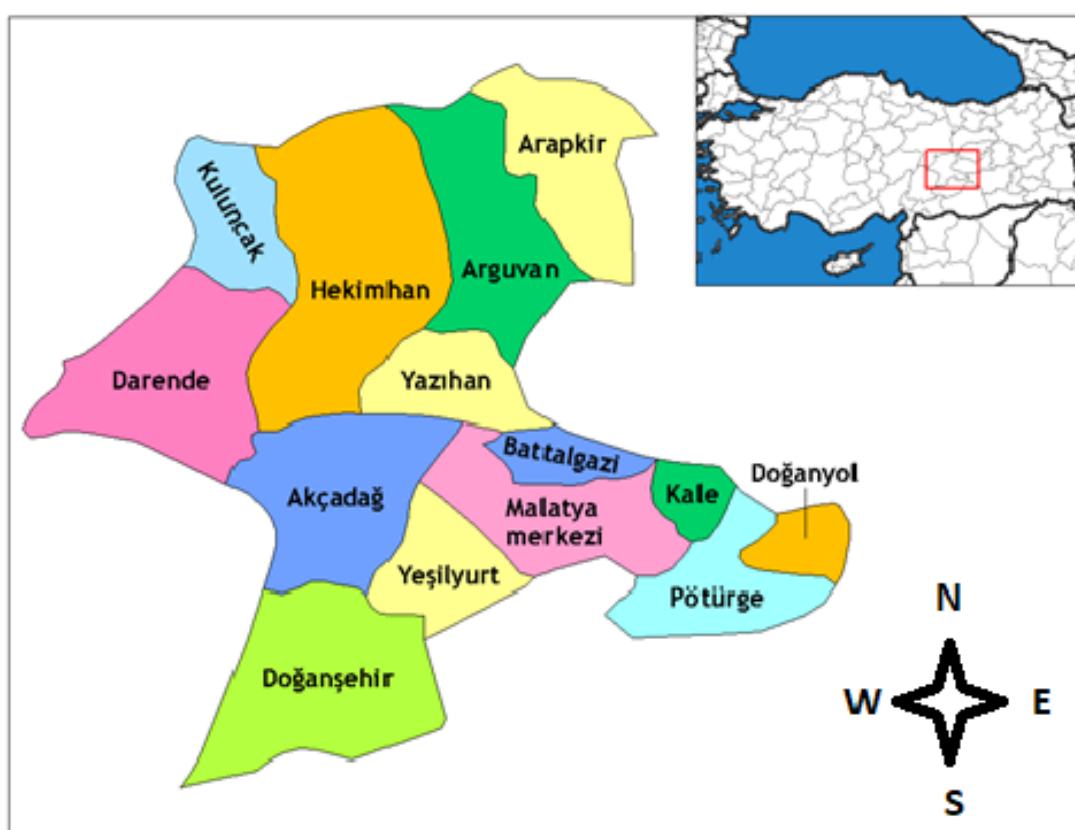 Arapkir
Kuluncak
Arguvan
Hekimhan
Darende
Yazıhan
Battalgazi
Doğanyol
Akçadağ
Kale
Malatya
merkezi
Yeşilyurt
Pötürge
N
Doğanşehir
W
E
S